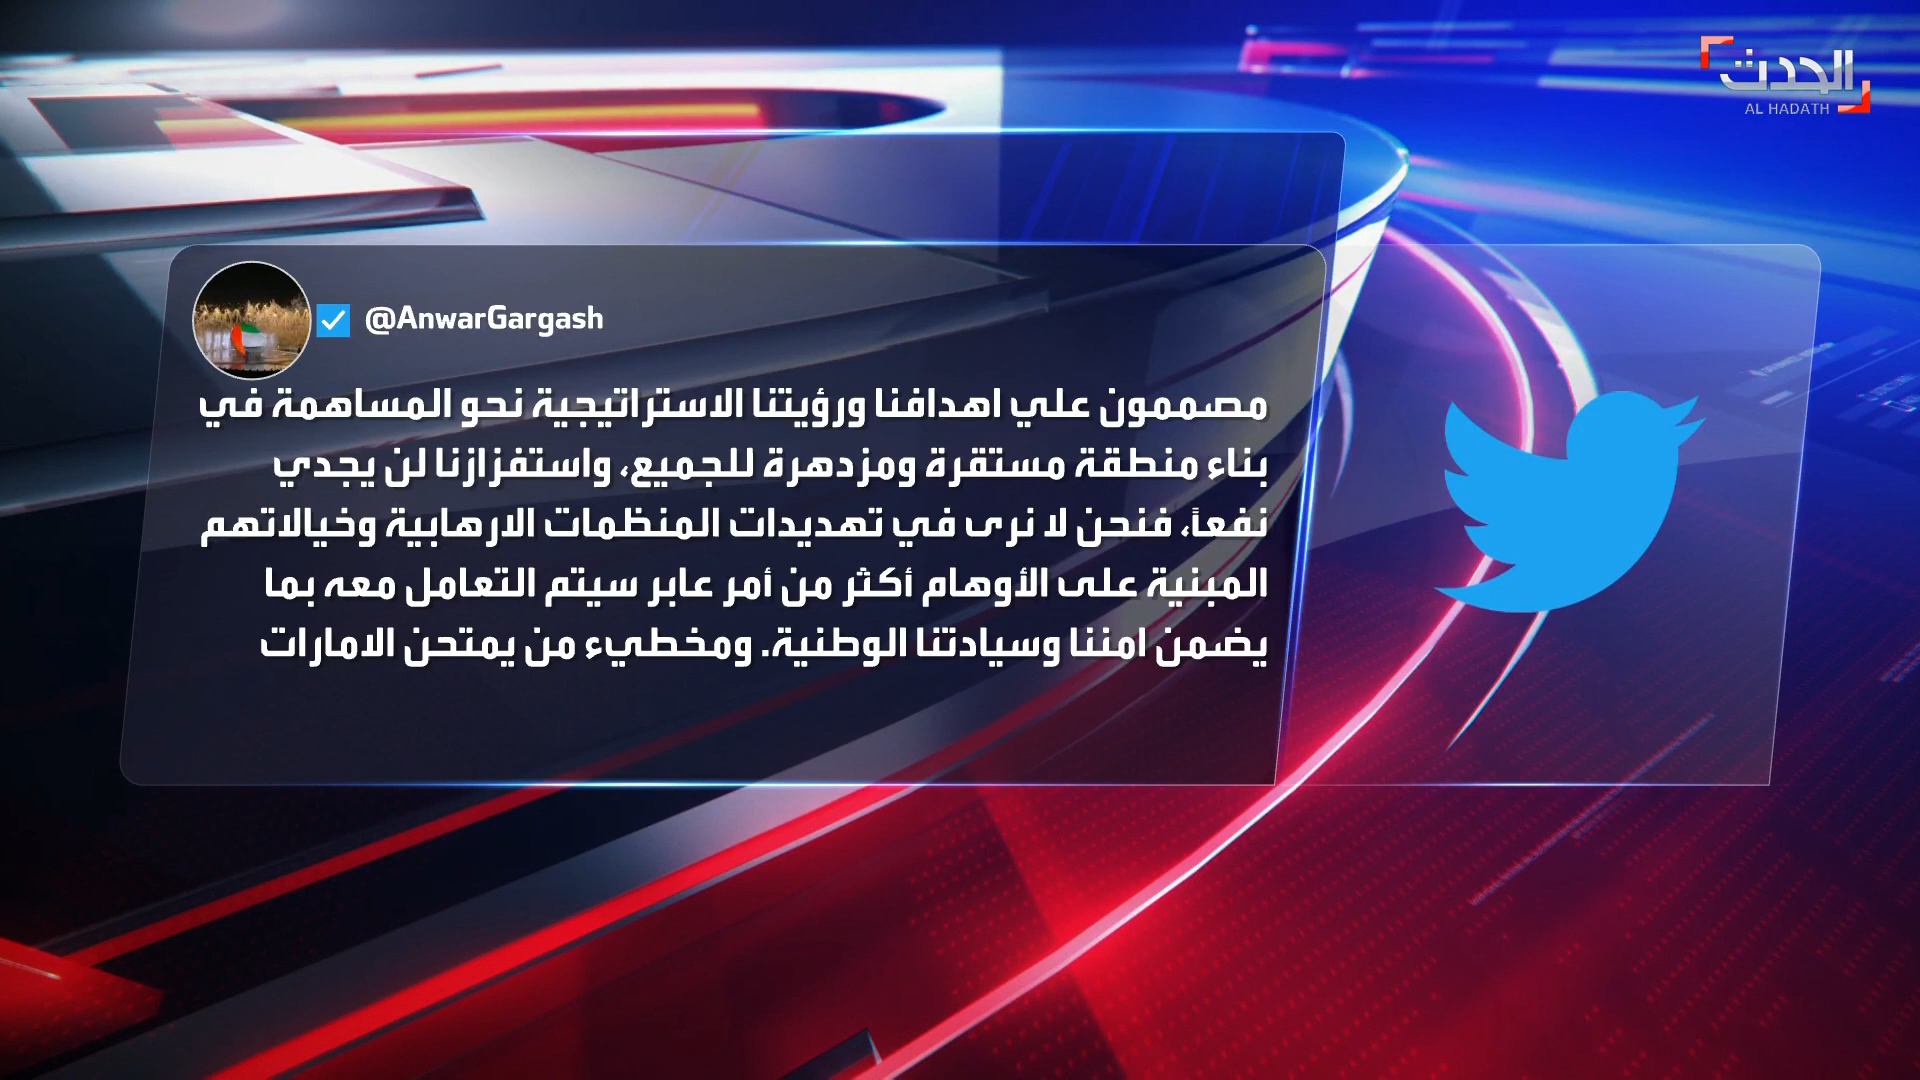 الحدث
AL HADATH
@AnwarGargash
مصممون علي اهدافنا ورؤيتنا الاستراتيجية نحو المساهمة في
بناء منطقة مستقرة ومزدهرة للجميع، واستفزازنا لن يجدي
نفعاً، فنحن لا نرى في تهديدات المنظمات الارهابية وخيالاتهم
المبنية على الأوهام أكثر من أمر عابر سيتم التعامل معه بما
يضمن امننا وسيادتنا الوطنية. ومخطيء من يمتحن الامارات